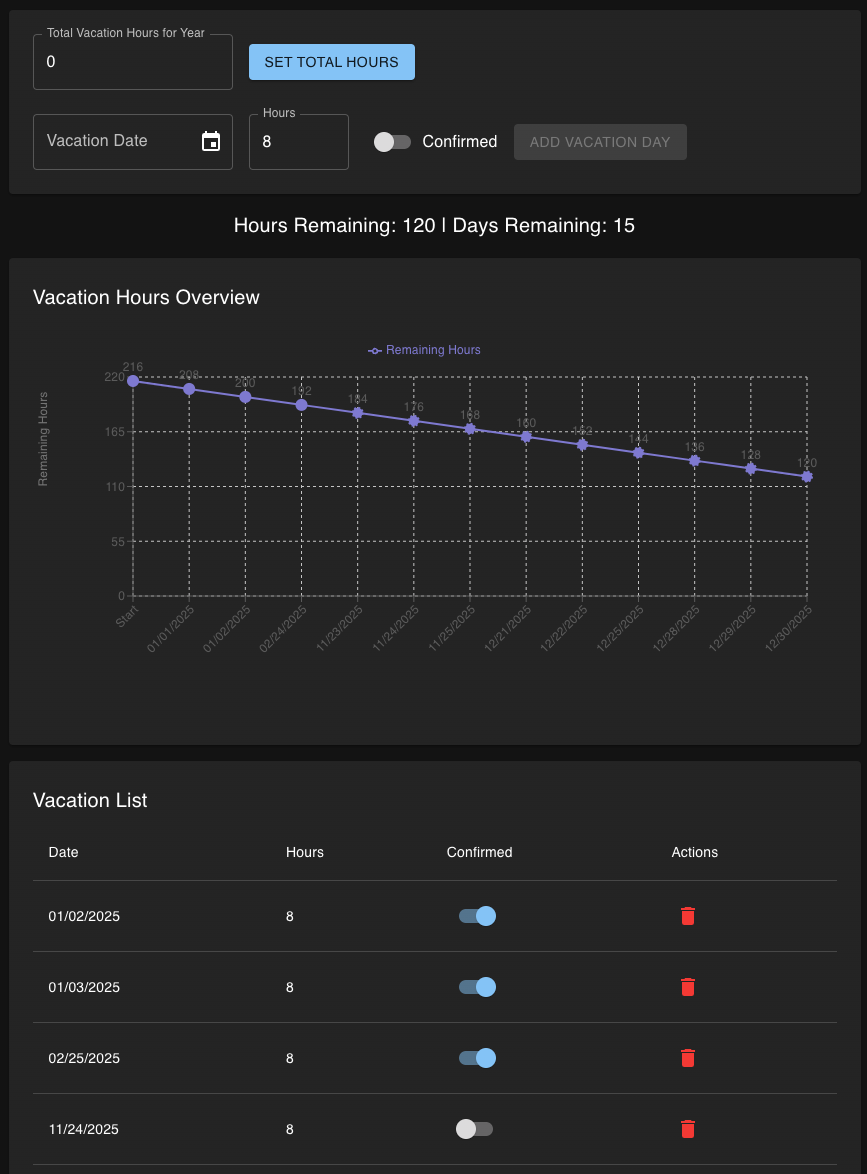 Total Vacation Hours for Year
0
SET TOTAL HOURS
Vacation Date
Hours
8
Confirmed
ADD VACATION DAY
Hours Remaining: 120 | Days Remaining: 15
Vacation Hours Overview
Remaining Hours
Remaining Hours
220
165
110
55
0
216
208
200
192
184
176
168
160
152
144
136
128
120
Start
01/01/2025
01/02/2025
02/24/2025
11/23/2025
11/24/2025
11/25/2025
12/21/2025
12/22/2025
12/25/2025
12/28/2025
12/29/2025
12/30/2025
Vacation List
Date Hours Confirmed Actions
01/02/2025 8
01/03/2025 8
02/25/2025 8
11/24/2025 8